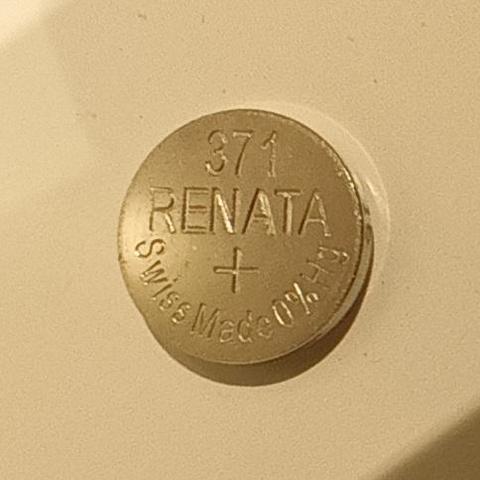 371
RENATA
+
Swiss Made 0% Hg